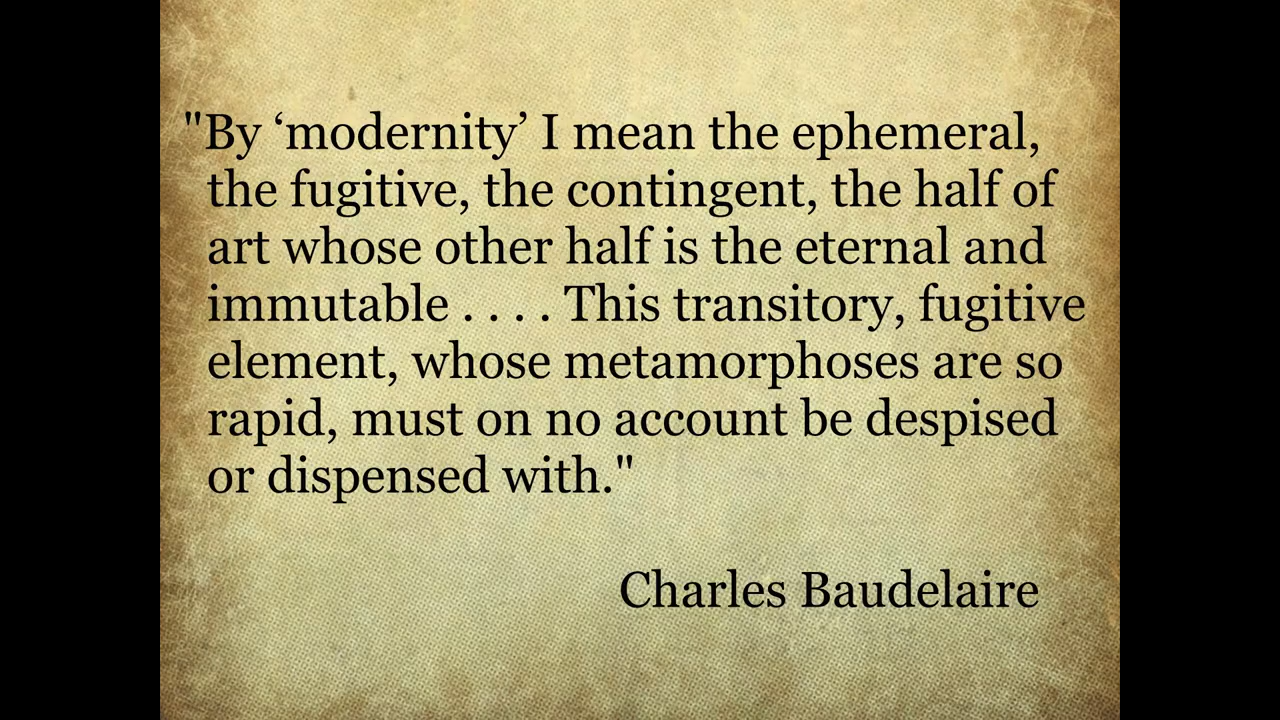 "By ‘modernity’ I mean the ephemeral,
the fugitive, the contingent, the half of
art whose other half is the eternal and
immutable . . . . This transitory, fugitive
element, whose metamorphoses are so
rapid, must on no account be despised
or dispensed with."
Charles Baudelaire